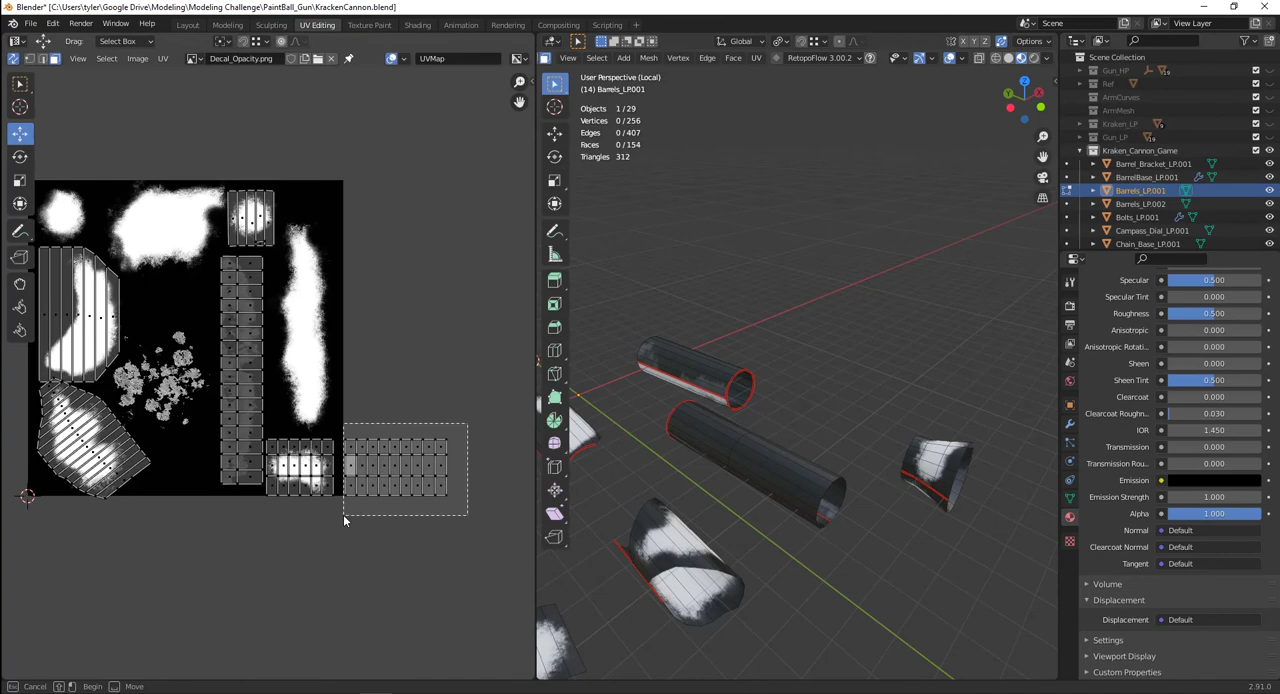 Blender* [C:\Users\tyler\Google Drive\Modeling\Modeling Challenge\PaintBall_Gun\KrackenCannon.blend]
File Edit Render Window Help Layout Modeling Sculpting UV Editing Texture Paint Shading Animation Rendering Compositing Scripting + Scene View Layer
Drag: Select Box Global X Y Z Options
View Select Image UV Decal_Opacity.png UVMap View Select Add Mesh Vertex Edge Face UV RetopoFlow 3.00.2
User Perspective (Local)
(14) Barrels_LP.001
Objects 1/29
Vertices 0/256
Edges 0/407
Faces 0/154
Triangles 312
Z
Y
X
Scene Collection
Gun_HP 19
Ref
ArmCurves
ArmMesh
Kraken_LP 9
Gun_LP 19
Kraken_Cannon_Game
Barrel_Bracket_LP.001
BarrelBase_LP.001
Barrels_LP.001
Barrels_LP.002
Bolts_LP.001
Campass_Dial_LP.001
Chain_Base_LP.001
Specular 0.500
Specular Tint 0.000
Roughness 0.500
Anisotropic 0.000
Anisotropic Rotati... 0.000
Sheen 0.000
Sheen Tint 0.500
Clearcoat 0.000
Clearcoat Roughn... 0.030
IOR 1.450
Transmission 0.000
Transmission Rou... 0.000
Emission
Emission Strength 1.000
Alpha 1.000
Normal Default
Clearcoat Normal Default
Tangent Default
Volume
Displacement
Displacement Default
Settings
Viewport Display
Custom Properties
Cancel Begin Move 2.91.0